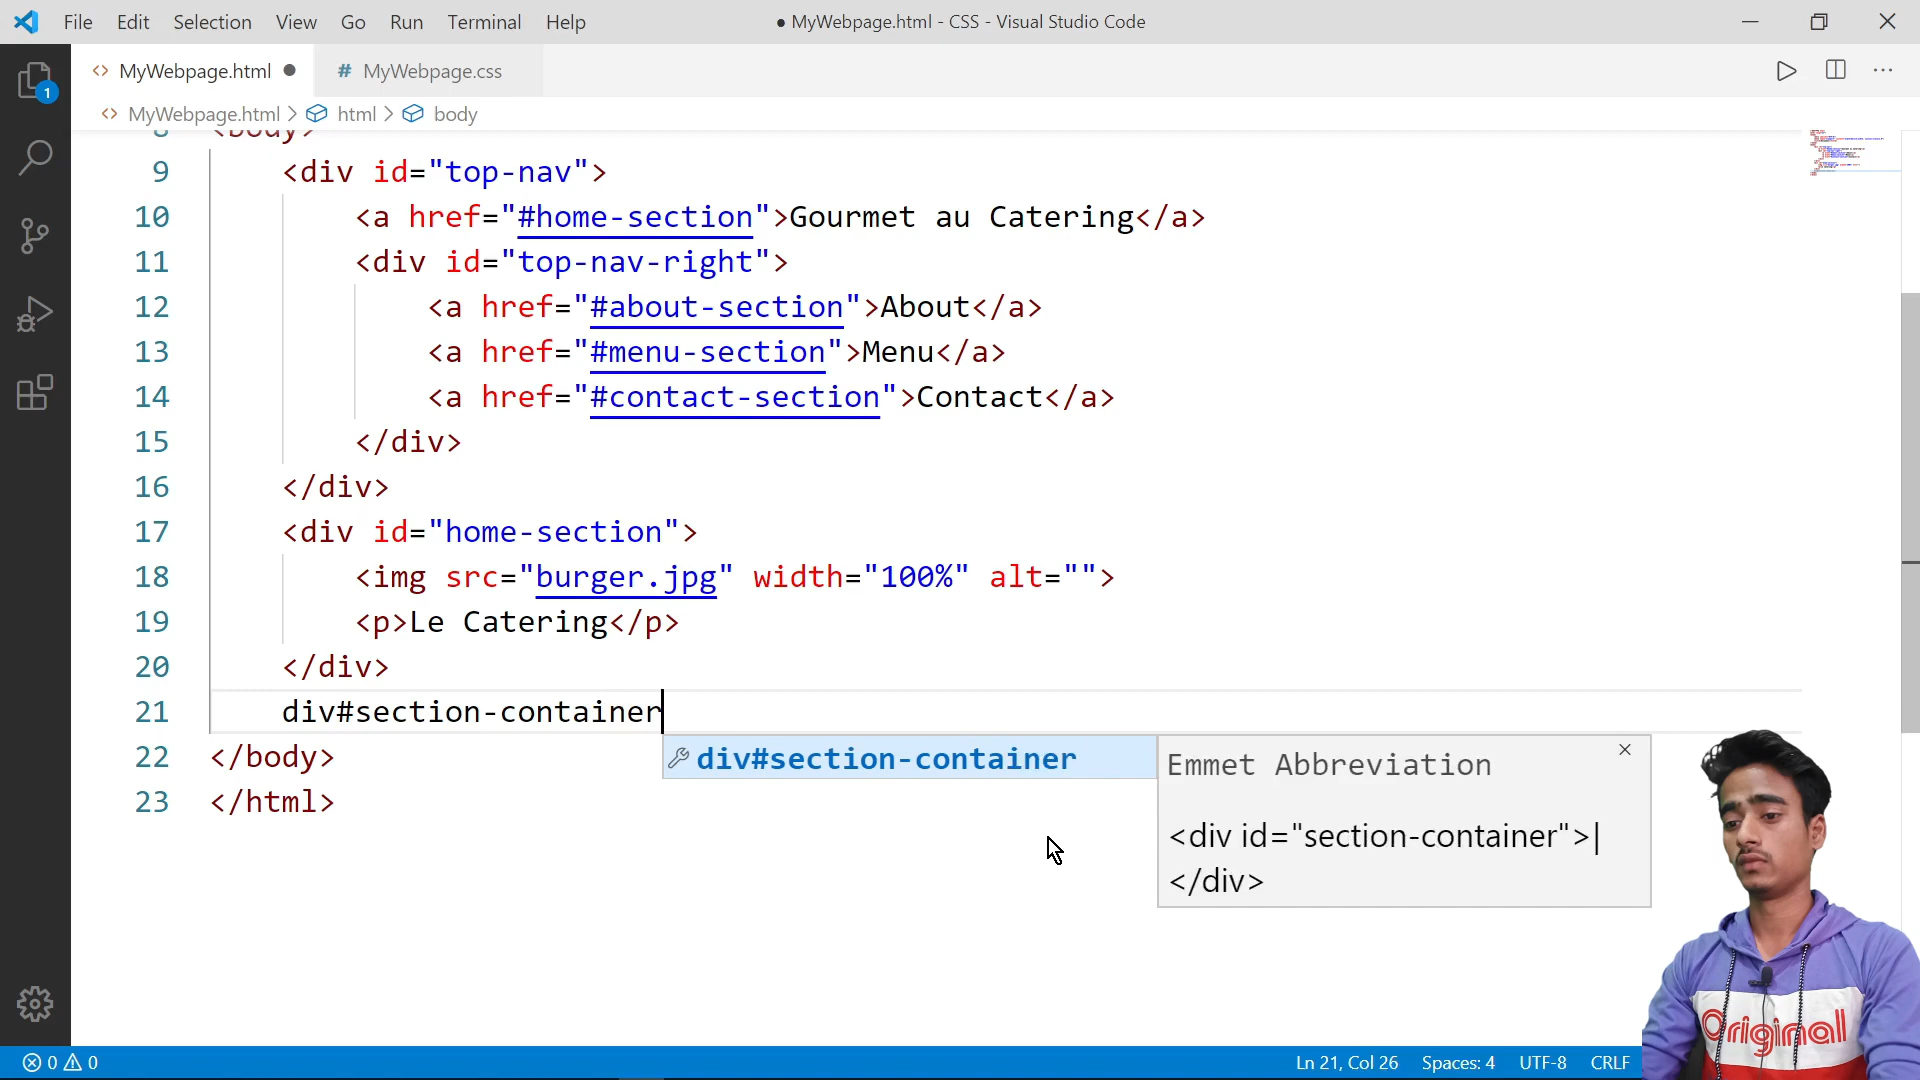 File Edit Selection View Go Run Terminal Help ● MyWebpage.html - CSS - Visual Studio Code
<> MyWebpage.html ● # MyWebpage.css
1
<> MyWebpage.html > html > body
8 <body>
9 <div id="top-nav">
10 <a href="#home-section">Gourmet au Catering</a>
11 <div id="top-nav-right">
12 <a href="#about-section">About</a>
13 <a href="#menu-section">Menu</a>
14 <a href="#contact-section">Contact</a>
15 </div>
16 </div>
17 <div id="home-section">
18 <img src="burger.jpg" width="100%" alt="">
19 <p>Le Catering</p>
20 </div>
21 div#section-container
22 </body>
23 </html>
div#section-container
Emmet Abbreviation
<div id="section-container">|
</div>
Original
0 0 Ln 21, Col 26 Spaces: 4 UTF-8 CRLF